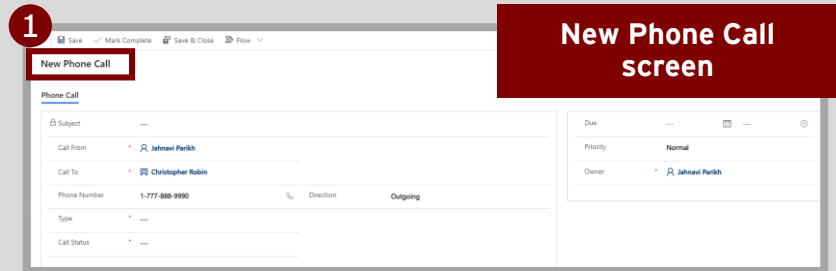 1
New Phone Call
screen
Save Mark Complete Save & Close Flow
New Phone Call
Phone Call
Subject ---
Call From * Jahnavi Parikh
Call To * Christopher Robin
Phone Number 1-777-888-9990 Direction Outgoing
Type * ---
Call Status * ---
Due --- ---
Priority Normal
Owner * Jahnavi Parikh